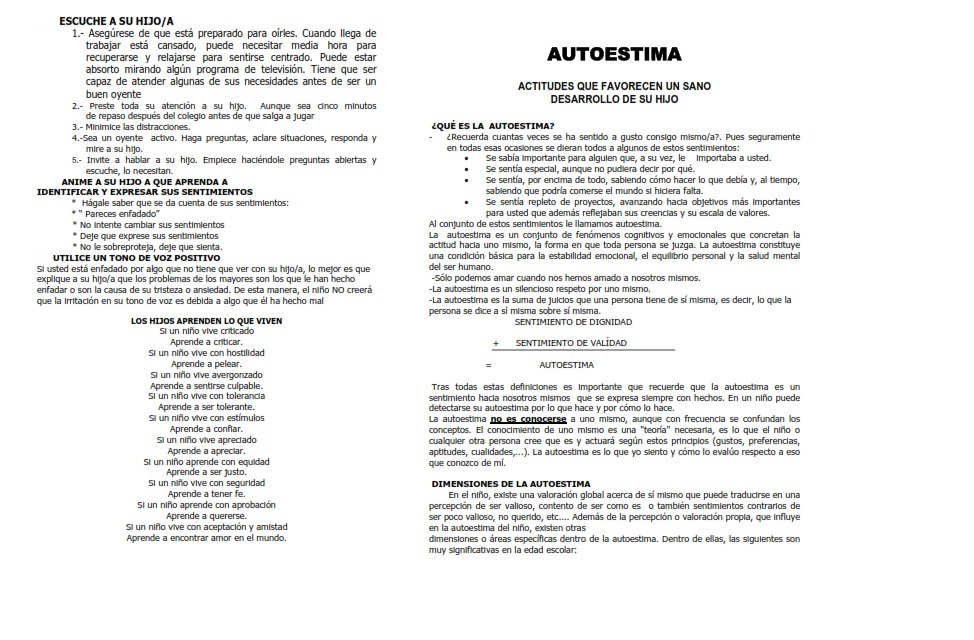 ESCUCHE A SU HIJO/A
1.- Asegúrese de que está preparado para oírles. Cuando llega de
trabajar está cansado, puede necesitar media hora para
recuperarse y relajarse para sentirse centrado. Puede estar
absorto mirando algún programa de televisión. Tiene que ser
capaz de atender algunas de sus necesidades antes de ser un
buen oyente
2.- Preste toda su atención a su hijo. Aunque sea cinco minutos
de repaso después del colegio antes de que salga a jugar
3.- Minimice las distracciones.
4.-Sea un oyente activo. Haga preguntas, aclare situaciones, responda y
mire a su hijo.
5.- Invite a hablar a su hijo. Empiece haciéndole preguntas abiertas y
escuche, lo necesitan.
ANIME A SU HIJO A QUE APRENDA A
IDENTIFICAR Y EXPRESAR SUS SENTIMIENTOS
* Hágale saber que se da cuenta de sus sentimientos:
* “ Pareces enfadado”
* No intente cambiar sus sentimientos
* Deje que exprese sus sentimientos
* No le sobreproteja, deje que sienta.
UTILICE UN TONO DE VOZ POSITIVO
Si usted está enfadado por algo que no tiene que ver con su hijo/a, lo mejor es que
explique a su hijo/a que los problemas de los mayores son los que le han hecho
enfadar o son la causa de su tristeza o ansiedad. De esta manera, el niño NO creerá
que la irritación en su tono de voz es debida a algo que él ha hecho mal
LOS HIJOS APRENDEN LO QUE VIVEN
Si un niño vive criticado
Aprende a criticar.
Si un niño vive con hostilidad
Aprende a pelear.
Si un niño vive avergonzado
Aprende a sentirse culpable.
Si un niño vive con tolerancia
Aprende a ser tolerante.
Si un niño vive con estímulos
Aprende a confiar.
Si un niño vive apreciado
Aprende a apreciar.
Si un niño aprende con equidad
Aprende a ser justo.
Si un niño vive con seguridad
Aprende a tener fe.
Si un niño aprende con aprobación
Aprende a quererse.
Si un niño vive con aceptación y amistad
Aprende a encontrar amor en el mundo.
AUTOESTIMA
ACTITUDES QUE FAVORECEN UN SANO
DESARROLLO DE SU HIJO
¿QUÉ ES LA AUTOESTIMA?
- ¿Recuerda cuantas veces se ha sentido a gusto consigo mismo/a?. Pues seguramente
en todas esas ocasiones se dieran todos a algunos de estos sentimientos:
• Se sabía importante para alguien que, a su vez, le importaba a usted.
• Se sentía especial, aunque no pudiera decir por qué.
• Se sentía, por encima de todo, sabiendo cómo hacer lo que debía y, al tiempo,
sabiendo que podría comerse el mundo si hiciera falta.
• Se sentía repleto de proyectos, avanzando hacia objetivos más importantes
para usted que además reflejaban sus creencias y su escala de valores.
Al conjunto de estos sentimientos le llamamos autoestima.
La autoestima es un conjunto de fenómenos cognitivos y emocionales que concretan la
actitud hacia uno mismo, la forma en que toda persona se juzga. La autoestima constituye
una condición básica para la estabilidad emocional, el equilibrio personal y la salud mental
del ser humano.
-Sólo podemos amar cuando nos hemos amado a nosotros mismos.
-La autoestima es un silencioso respeto por uno mismo.
-La autoestima es la suma de juicios que una persona tiene de sí misma, es decir, lo que la
persona se dice a sí misma sobre sí misma.
SENTIMIENTO DE DIGNIDAD
+ SENTIMIENTO DE VALÍDAD
= AUTOESTIMA
Tras todas estas definiciones es importante que recuerde que la autoestima es un
sentimiento hacia nosotros mismos que se expresa siempre con hechos. En un niño puede
detectarse su autoestima por lo que hace y por cómo lo hace.
La autoestima no es conocerse a uno mismo, aunque con frecuencia se confundan los
conceptos. El conocimiento de uno mismo es una "teoría" necesaria, es lo que el niño o
cualquier otra persona cree que es y actuará según estos principios (gustos, preferencias,
aptitudes, cualidades,...). La autoestima es lo que yo siento y cómo lo evalúo respecto a eso
que conozco de mí.
DIMENSIONES DE LA AUTOESTIMA
En el niño, existe una valoración global acerca de sí mismo que puede traducirse en una
percepción de ser valioso, contento de ser como es o también sentimientos contrarios de
ser poco valioso, no querido, etc.... Además de la percepción o valoración propia, que influye
en la autoestima del niño, existen otras
dimensiones o áreas específicas dentro de la autoestima. Dentro de ellas, las siguientes son
muy significativas en la edad escolar: